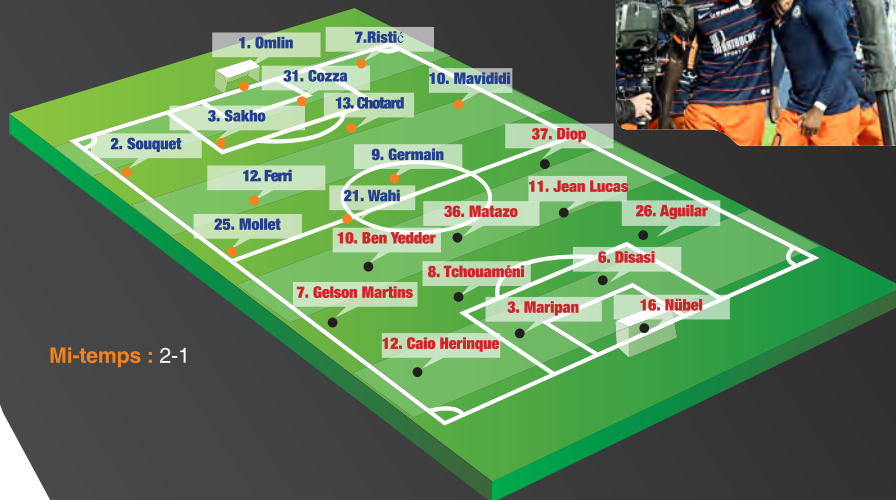 1. Omlin
7.Ristić
31. Cozza
10. Mavididi
3. Sakho
13. Chotard
2. Souquet
37. Diop
9. Germain
12. Ferri
11. Jean Lucas
21. Wahi
25. Mollet
36. Matazo
26. Aguilar
10. Ben Yedder
6. Disasi
8. Tchouaméni
7. Gelson Martins
3. Maripan
16. Nübel
12. Caio Herinque
Mi-temps : 2-1